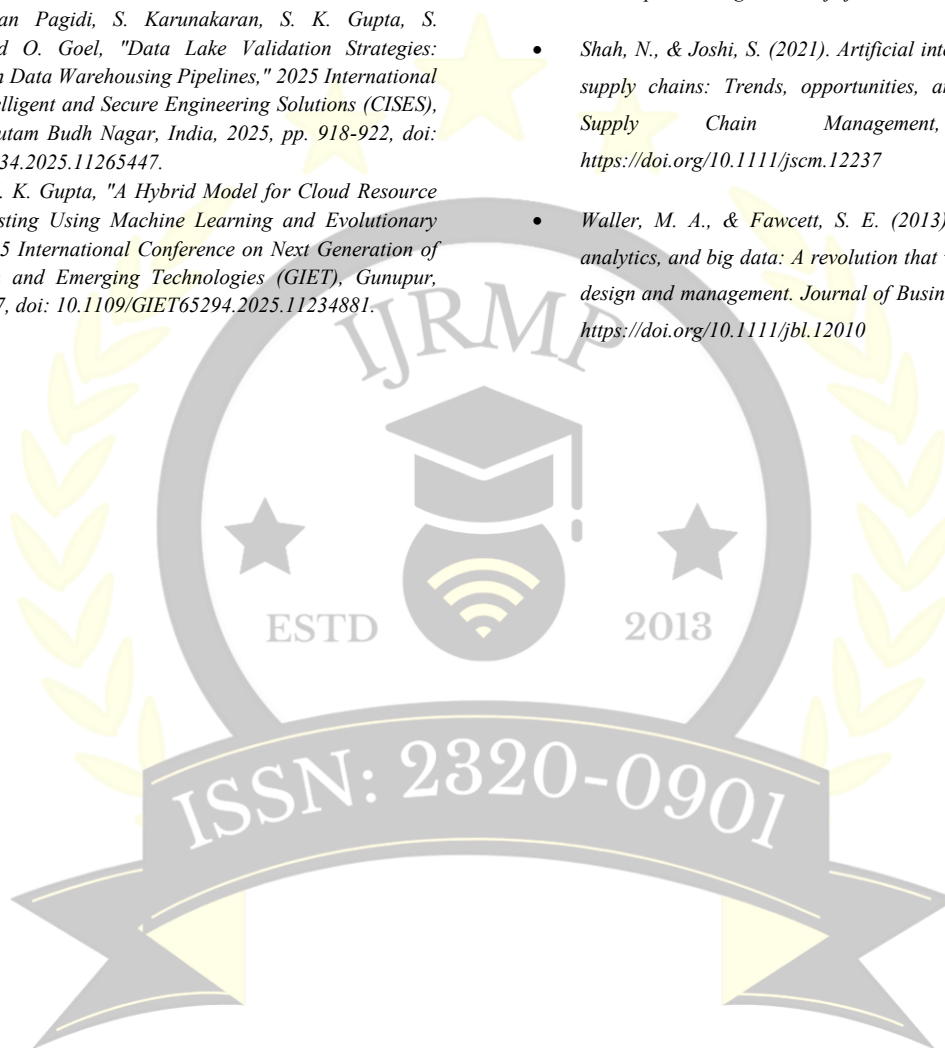 an Pagidi, S. Karunakaran, S. K. Gupta, S.
d O. Goel, "Data Lake Validation Strategies:
n Data Warehousing Pipelines," 2025 International
elligent and Secure Engineering Solutions (CISES),
utam Budh Nagar, India, 2025, pp. 918-922, doi:
34.2025.11265447.
. K. Gupta, "A Hybrid Model for Cloud Resource
sting Using Machine Learning and Evolutionary
5 International Conference on Next Generation of
and Emerging Technologies (GIET), Gunupur,
7, doi: 10.1109/GIET65294.2025.11234881.
• Shah, N., & Joshi, S. (2021). Artificial inte
supply chains: Trends, opportunities, a
Supply Chain Management,
https://doi.org/10.1111/jscm.12237
• Waller, M. A., & Fawcett, S. E. (2013)
analytics, and big data: A revolution that
design and management. Journal of Busin
https://doi.org/10.1111/jbl.12010
IJRMP
ESTD 2013
ISSN: 2320-0901